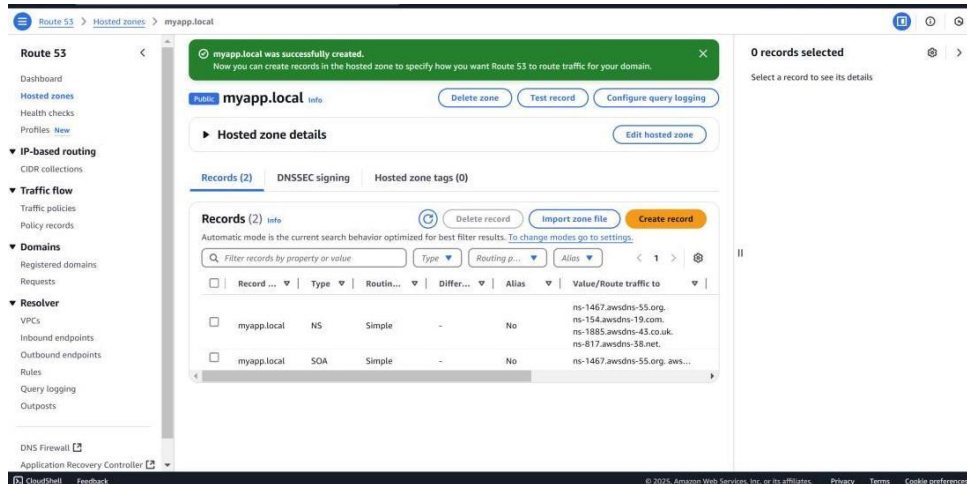 Route 53 > Hosted zones > myapp.local
Route 53
Dashboard
Hosted zones
Health checks
Profiles New
IP-based routing
CIDR collections
Traffic flow
Traffic policies
Policy records
Domains
Registered domains
Requests
Resolver
VPCs
Inbound endpoints
Outbound endpoints
Rules
Query logging
Outposts
DNS Firewall
Application Recovery Controller
myapp.local was successfully created.
Now you can create records in the hosted zone to specify how you want Route 53 to route traffic for your domain.
Public myapp.local Info
Delete zone
Test record
Configure query logging
Hosted zone details
Edit hosted zone
Records (2)
DNSSEC signing
Hosted zone tags (0)
Records (2) Info
Delete record
Import zone file
Create record
Automatic mode is the current search behavior optimized for best filter results. To change modes go to settings.
Filter records by property or value
Type
Routing p...
Alias
1
Record ... Type Routin... Differ... Alias Value/Route traffic to
myapp.local NS Simple - No
ns-1467.awsdns-55.org.
ns-154.awsdns-19.com.
ns-1885.awsdns-43.co.uk.
ns-817.awsdns-38.net.
myapp.local SOA Simple - No ns-1467.awsdns-55.org. aws...
0 records selected
Select a record to see its details
CloudShell Feedback
© 2025, Amazon Web Services, Inc. or its affiliates. Privacy Terms Cookie preferences